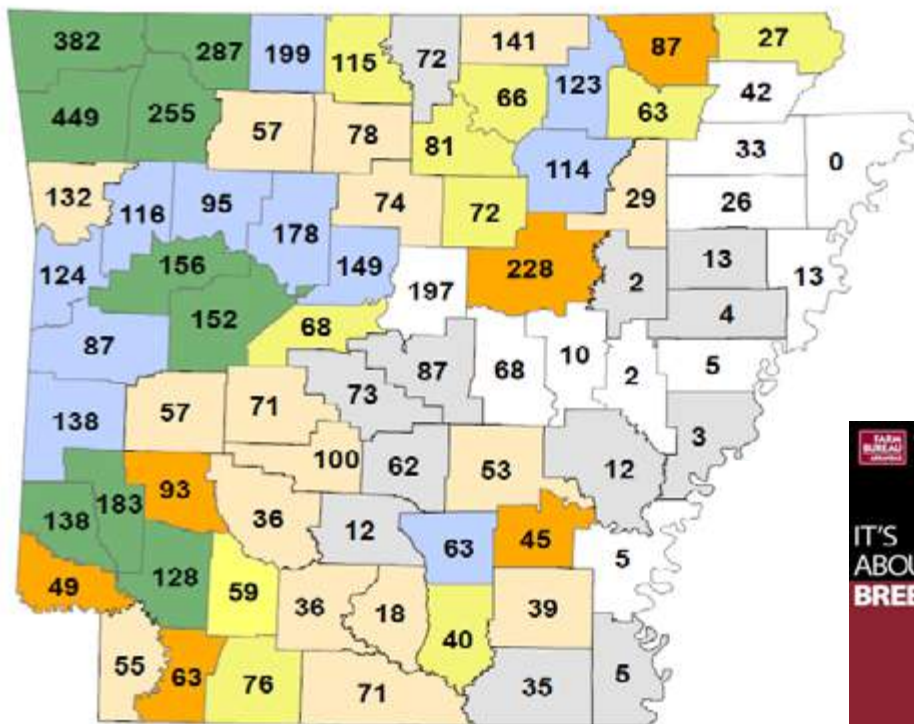 382 287 199 115 72 141 87 27
449 255 57 78 81 66 123 63 42
33 0
132 116 95 178 74 72 114 29 26
124 156 149 197 228 2 13 13
152 68 4
87 73 87 68 10 2 5
138 57 71 3
100 62 53 12
138 183 93 36 12 63 45 5
49 128 59 36 18 40 39
55 63 76 71 35 5
FARM
BUREAU
IT'S
ABOU
BREE